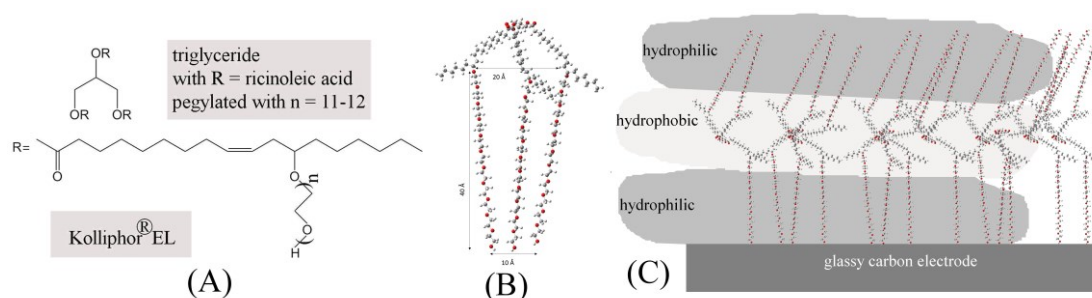 triglyceride
with R = ricinoleic acid
pegylated with n = 11-12
OR
RO
OR
R=
O
O
n
O
H
Kolliphor®EL
(A)
20 Å
40 Å
10 Å
(B)
hydrophilic
hydrophobic
hydrophilic
glassy carbon electrode
(C)